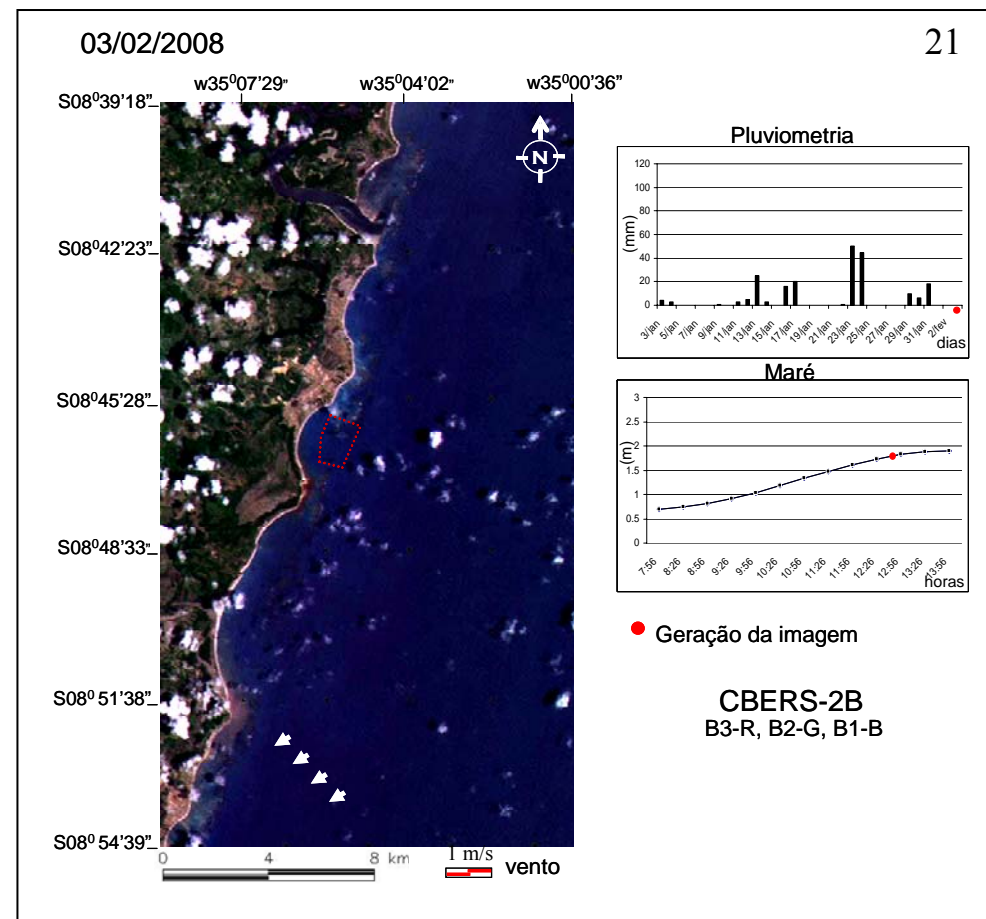 03/02/2008
21
w35⁰07’29” w35⁰04’02” w35⁰00’36”
S08⁰39’18”
S08⁰42’23”
S08⁰45’28”
S08⁰48’33”
S08⁰ 51’38”
S08⁰ 54’39”
N
0 4 8 km
1 m/s
vento
Pluviometria
(mm)
120
100
80
60
40
20
0
3/jan 5/jan 7/jan 9/jan 11/jan 13/jan 15/jan 17/jan 19/jan 21/jan 23/jan 25/jan 27/jan 29/jan 31/jan 2/fev
dias
Maré
(m)
3
2.5
2
1.5
1
0.5
0
7:56 8:26 8:56 9:26 9:56 10:26 10:56 11:26 11:56 12:26 12:56 13:26 13:56
horas
Geração da imagem
CBERS-2B
B3-R, B2-G, B1-B